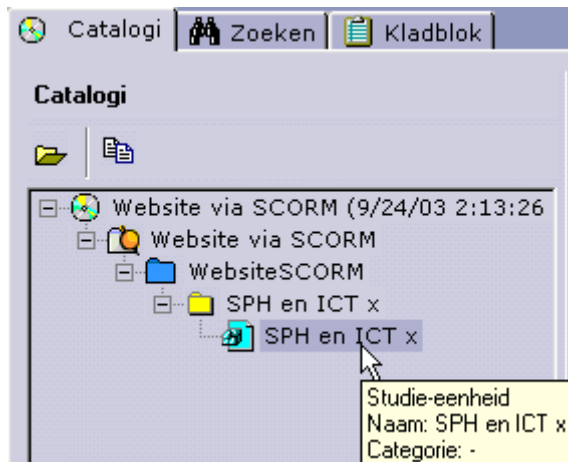 Catalogi Zoeken Kladblok
Catalogi
Website via SCORM (9/24/03 2:13:26
Website via SCORM
WebsiteSCORM
SPH en ICT x
SPH en ICT x
Studie-eenheid
Naam: SPH en ICT x
Categorie: -